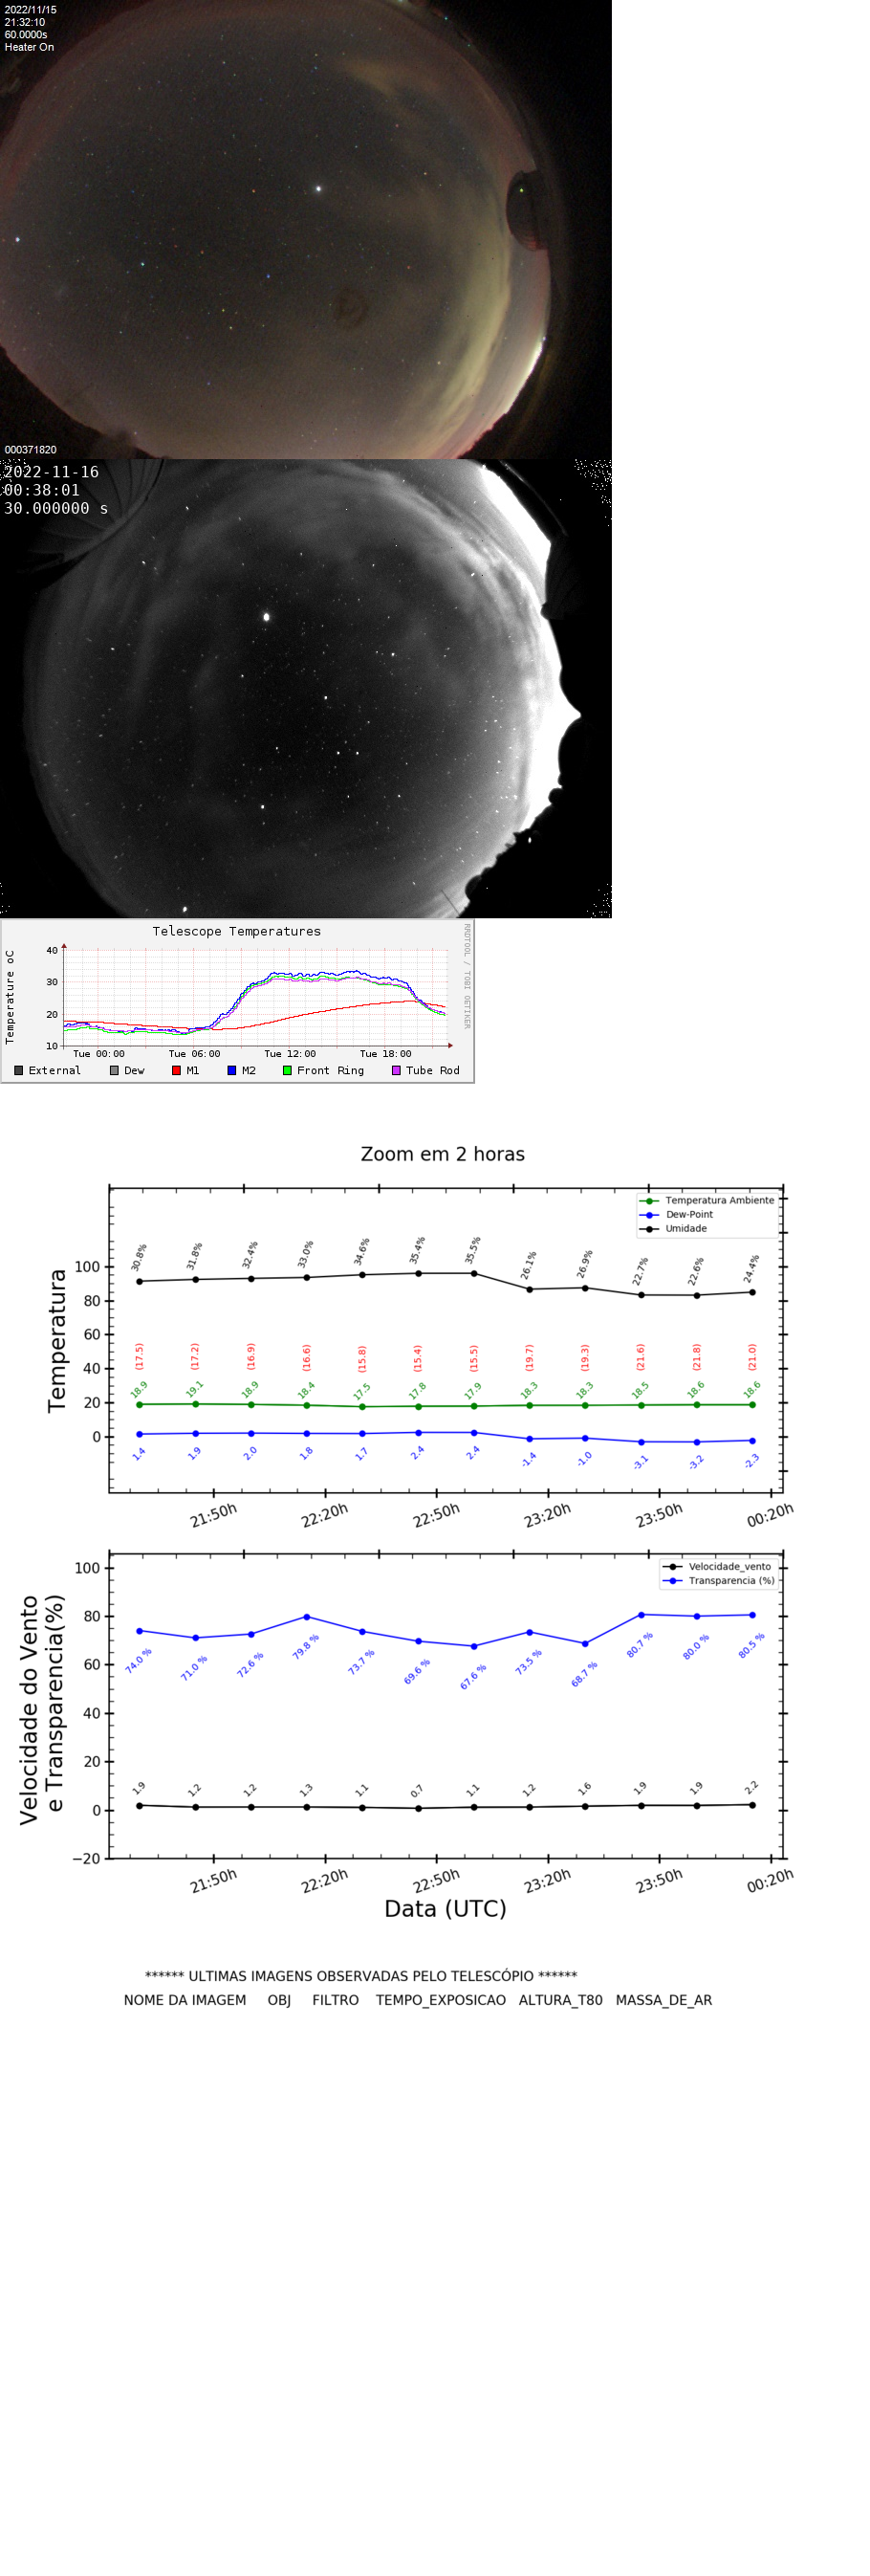 2022/11/15
21:32:10
60.0000s
Heater On
000371820
2022-11-16
00:38:01
30.000000 s
Telescope Temperatures
RRDTOOL / TOBI OETIKER
Temperature oC
40
30
20
10
Tue 00:00 Tue 06:00 Tue 12:00 Tue 18:00
External Dew M1 M2 Front Ring Tube Rod
Zoom em 2 horas
Temperatura Ambiente
Dew-Point
Umidade
Temperatura
100
80
60
40
20
0
30.8% 31.8% 32.4% 33.0% 34.6% 35.4% 35.5% 26.1% 26.9% 22.7% 22.6% 24.4%
(17.5) (17.2) (16.9) (16.6) (15.8) (15.4) (15.5) (19.7) (19.3) (21.6) (21.8) (21.0)
18.9 19.1 18.9 18.4 17.5 17.8 17.9 18.3 18.3 18.5 18.6 18.6
1.4 1.9 2.0 1.8 1.7 2.4 2.4 -1.4 -1.0 -3.1 -3.2 -2.3
21:50h 22:20h 22:50h 23:20h 23:50h 00:20h
Velocidade_vento
Transparencia (%)
Velocidade do Vento
e Transparencia(%)
100
80
60
40
20
0
−20
74.0 % 71.0 % 72.6 % 79.8 % 73.7 % 69.6 % 67.6 % 73.5 % 68.7 % 80.7 % 80.0 % 80.5 %
1.9 1.2 1.2 1.3 1.1 0.7 1.1 1.2 1.6 1.9 1.9 2.2
21:50h 22:20h 22:50h 23:20h 23:50h 00:20h
Data (UTC)
****** ULTIMAS IMAGENS OBSERVADAS PELO TELESCÓPIO ******
NOME DA IMAGEM OBJ FILTRO TEMPO_EXPOSICAO ALTURA_T80 MASSA_DE_AR